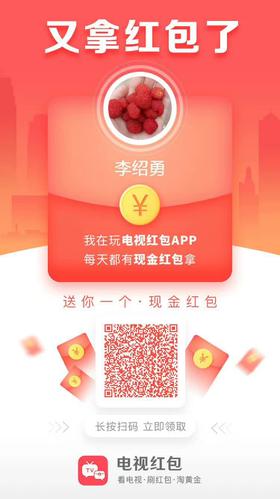 又拿红包了
李绍勇
¥
我在玩电视红包APP
每天都有现金红包拿
送你一个·现金红包
长按扫码 立即领取
TV
电视红包
看电视·刷红包·淘黄金